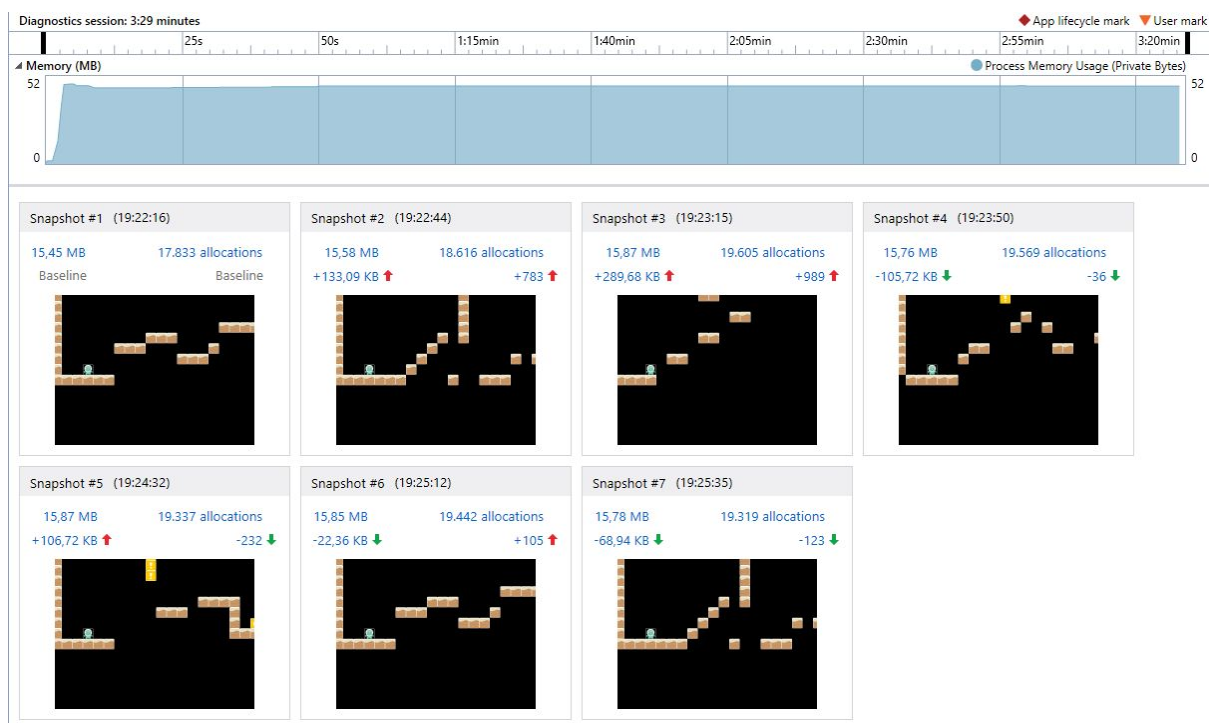 Diagnostics session: 3:29 minutes
App lifecycle mark User mark
25s 50s 1:15min 1:40min 2:05min 2:30min 2:55min 3:20min
Memory (MB) Process Memory Usage (Private Bytes)
52 52
0 0
Snapshot #1 (19:22:16) Snapshot #2 (19:22:44) Snapshot #3 (19:23:15) Snapshot #4 (19:23:50)
15,45 MB 17.833 allocations 15,58 MB 18.616 allocations 15,87 MB 19.605 allocations 15,76 MB 19.569 allocations
Baseline Baseline +133,09 KB +783 +289,68 KB +989 -105,72 KB -36
Snapshot #5 (19:24:32) Snapshot #6 (19:25:12) Snapshot #7 (19:25:35)
15,87 MB 19.337 allocations 15,85 MB 19.442 allocations 15,78 MB 19.319 allocations
+106,72 KB -232 -22,36 KB +105 -68,94 KB -123